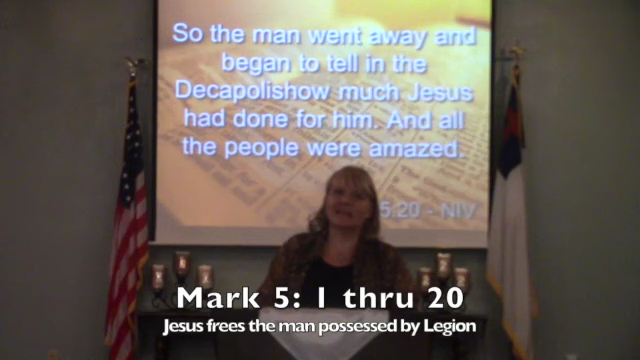 So the man went away and
began to tell in the
Decapolishow much Jesus
had done for him. And all
the people were amazed.
5:20 - NIV
Mark 5: 1 thru 20
Jesus frees the man possessed by Legion